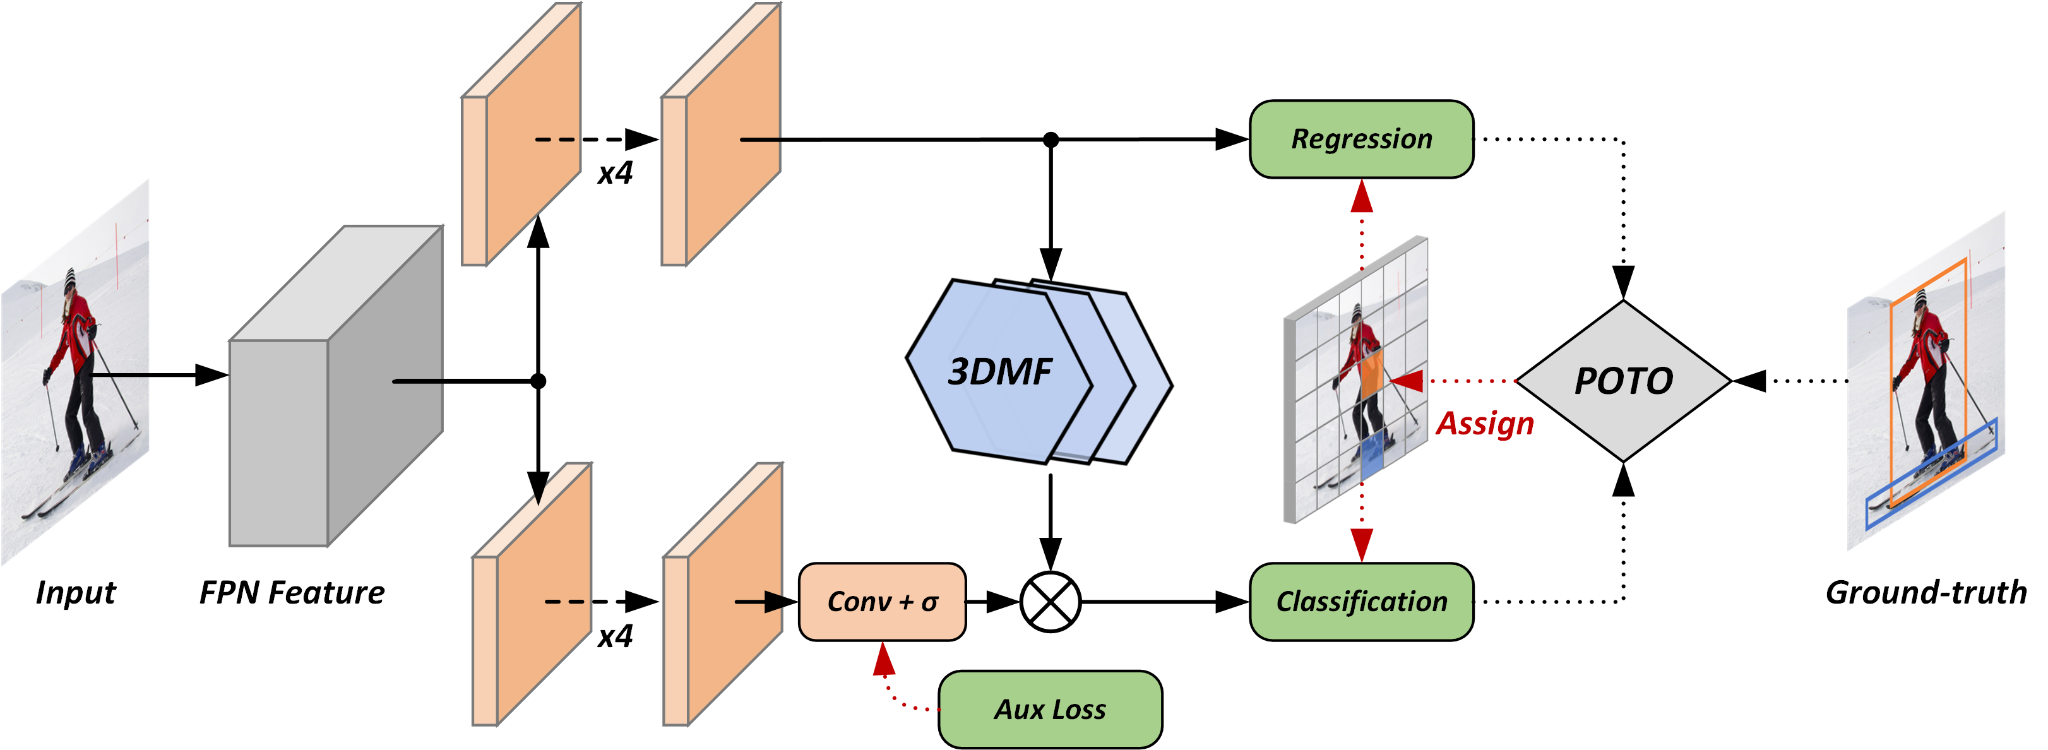 x4
Regression
3DMF
POTO
Assign
Input
FPN Feature
x4
Conv + σ
Classification
Ground-truth
Aux Loss